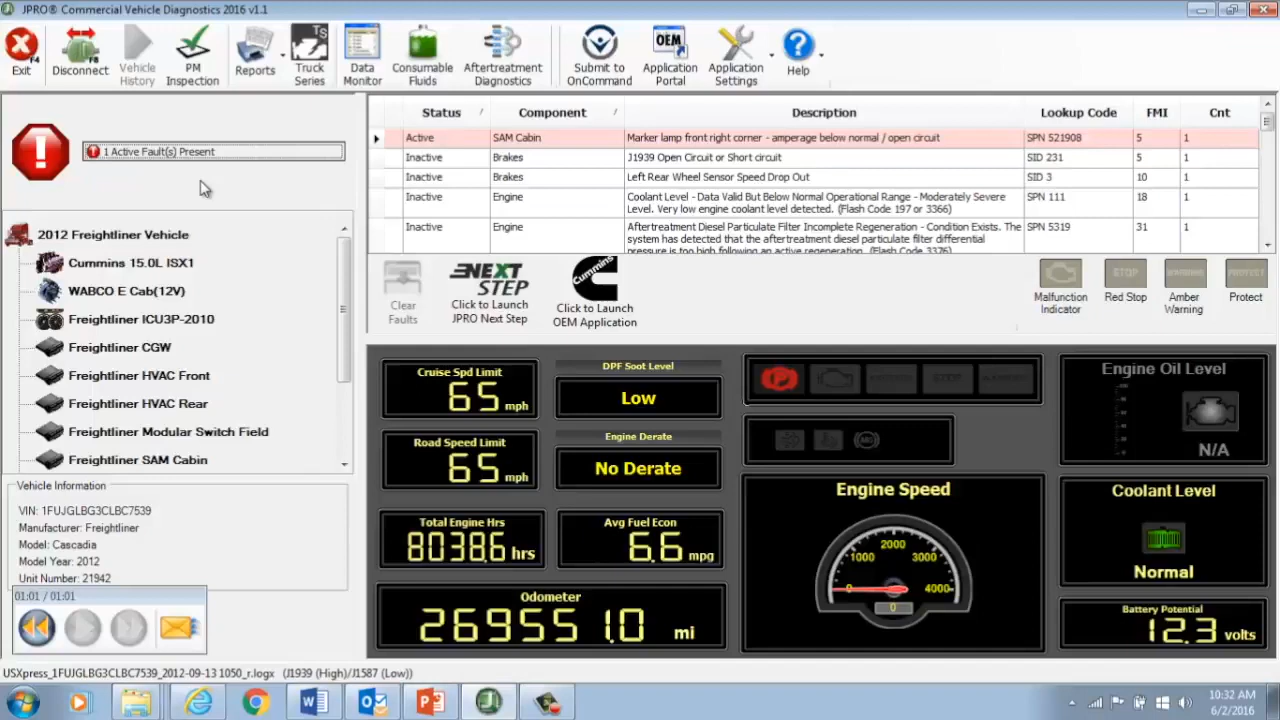 JPRO® Commercial Vehicle Diagnostics 2016 v1.1
Exit
Disconnect
Vehicle History
PM Inspection
Reports
Truck Series
Data Monitor
Consumable Fluids
Aftertreatment Diagnostics
Submit to OnCommand
OEM
Application Portal
Application Settings
Help
1 Active Fault(s) Present
Status Component Description Lookup Code FMI Cnt
Active SAM Cabin Marker lamp front right corner - amperage below normal / open circuit SPN 521908 5 1
Inactive Brakes J1939 Open Circuit or Short circuit SID 231 5 1
Inactive Brakes Left Rear Wheel Sensor Speed Drop Out SID 3 10 1
Inactive Engine Coolant Level - Data Valid But Below Normal Operational Range - Moderately Severe SPN 111 18 1
Level. Very low engine coolant level detected. (Flash Code 197 or 3366)
Inactive Engine Aftertreatment Diesel Particulate Filter Incomplete Regeneration - Condition Exists. The SPN 5319 31 1
system has detected that the aftertreatment diesel particulate filter differential
pressure is too high following an active regeneration. (Flash Code 3376)
2012 Freightliner Vehicle
Cummins 15.0L ISX1
WABCO E Cab(12V)
Freightliner ICU3P-2010
Freightliner CGW
Freightliner HVAC Front
Freightliner HVAC Rear
Freightliner Modular Switch Field
Freightliner SAM Cabin
Clear Faults
NEXT STEP
Click to Launch
JPRO Next Step
Cummins
Click to Launch
OEM Application
Malfunction Indicator
STOP
Red Stop
WARNING
Amber Warning
PROTECT
Protect
Cruise Spd Limit
65 mph
DPF Soot Level
Low
Road Speed Limit
65 mph
Engine Derate
No Derate
Total Engine Hrs
8038.6 hrs
Avg Fuel Econ
6.6 mpg
Odometer
269551.0 mi
STOP
Engine Speed
0 1000 2000 3000 4000
0
Engine Oil Level
N/A
Coolant Level
Normal
Battery Potential
12.3 volts
Vehicle Information
VIN: 1FUJGLBG3CLBC7539
Manufacturer: Freightliner
Model: Cascadia
Model Year: 2012
Unit Number: 21942
01:01 / 01:01
USXpress_1FUJGLBG3CLBC7539_2012-09-13 1050_r.logx (J1939 (High)/J1587 (Low))
10:32 AM
6/2/2016